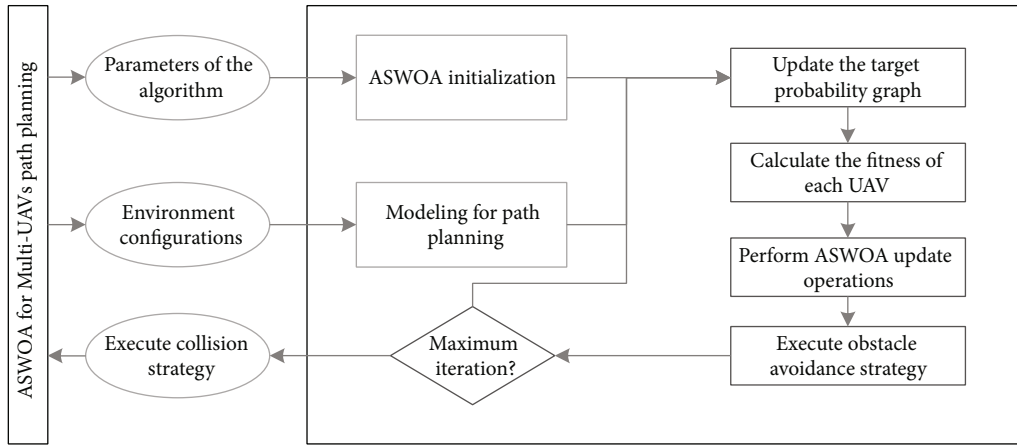 ASWOA for Multi-UAVs path planning
Parameters of the
algorithm
ASWOA initialization
Update the target
probability graph
Calculate the fitness of
each UAV
Environment
configurations
Modeling for path
planning
Perform ASWOA update
operations
Execute collision
strategy
Maximum
iteration?
Execute obstacle
avoidance strategy